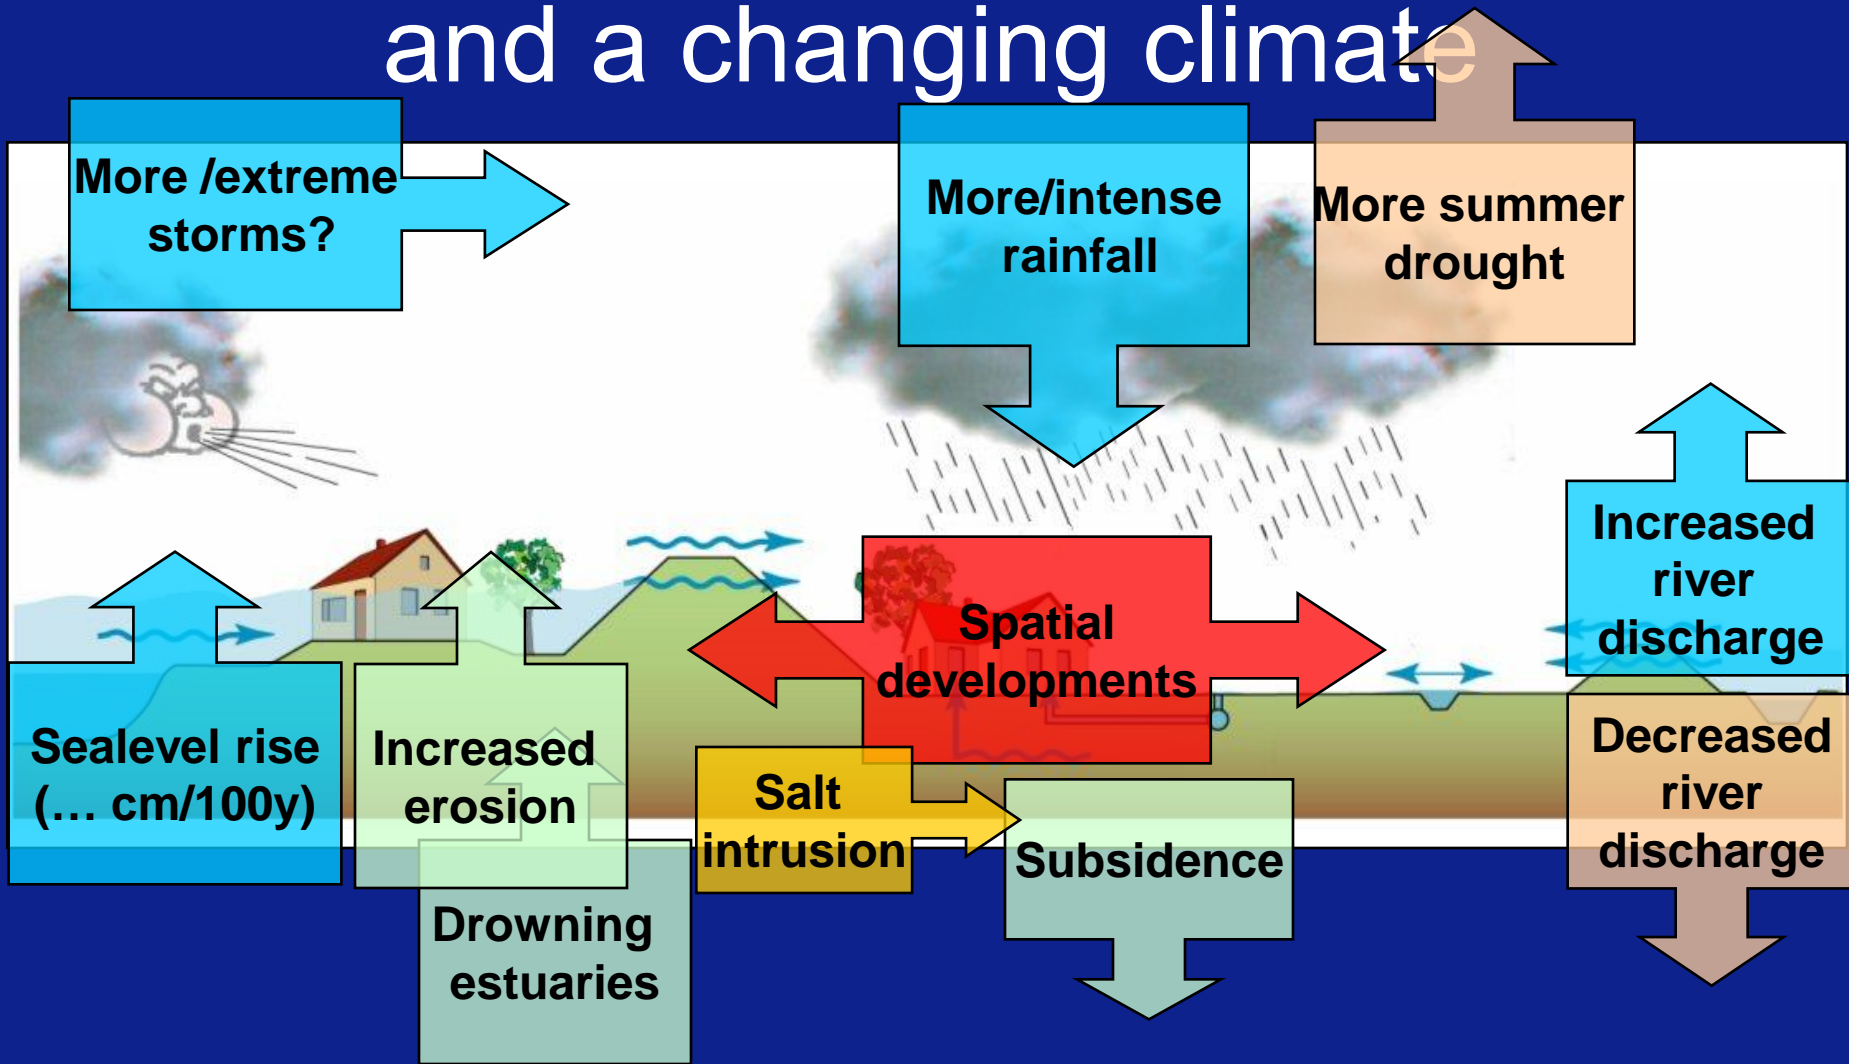 and a changing climate
More /extreme
storms?
More/intense
rainfall
More summer
drought
Increased
river
discharge
Spatial
developments
Sealevel rise
(... cm/100y)
Increased
erosion
Salt
intrusion
Subsidence
Decreased
river
discharge
Drowning
estuaries